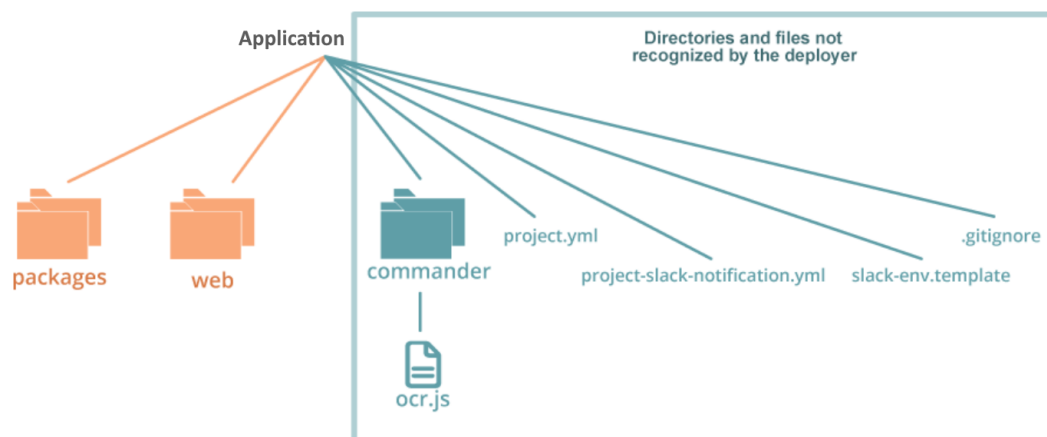 Application
Directories and files not
recognized by the deployer
packages
web
commander
project.yml
project-slack-notification.yml
slack-env.template
.gitignore
ocr.js